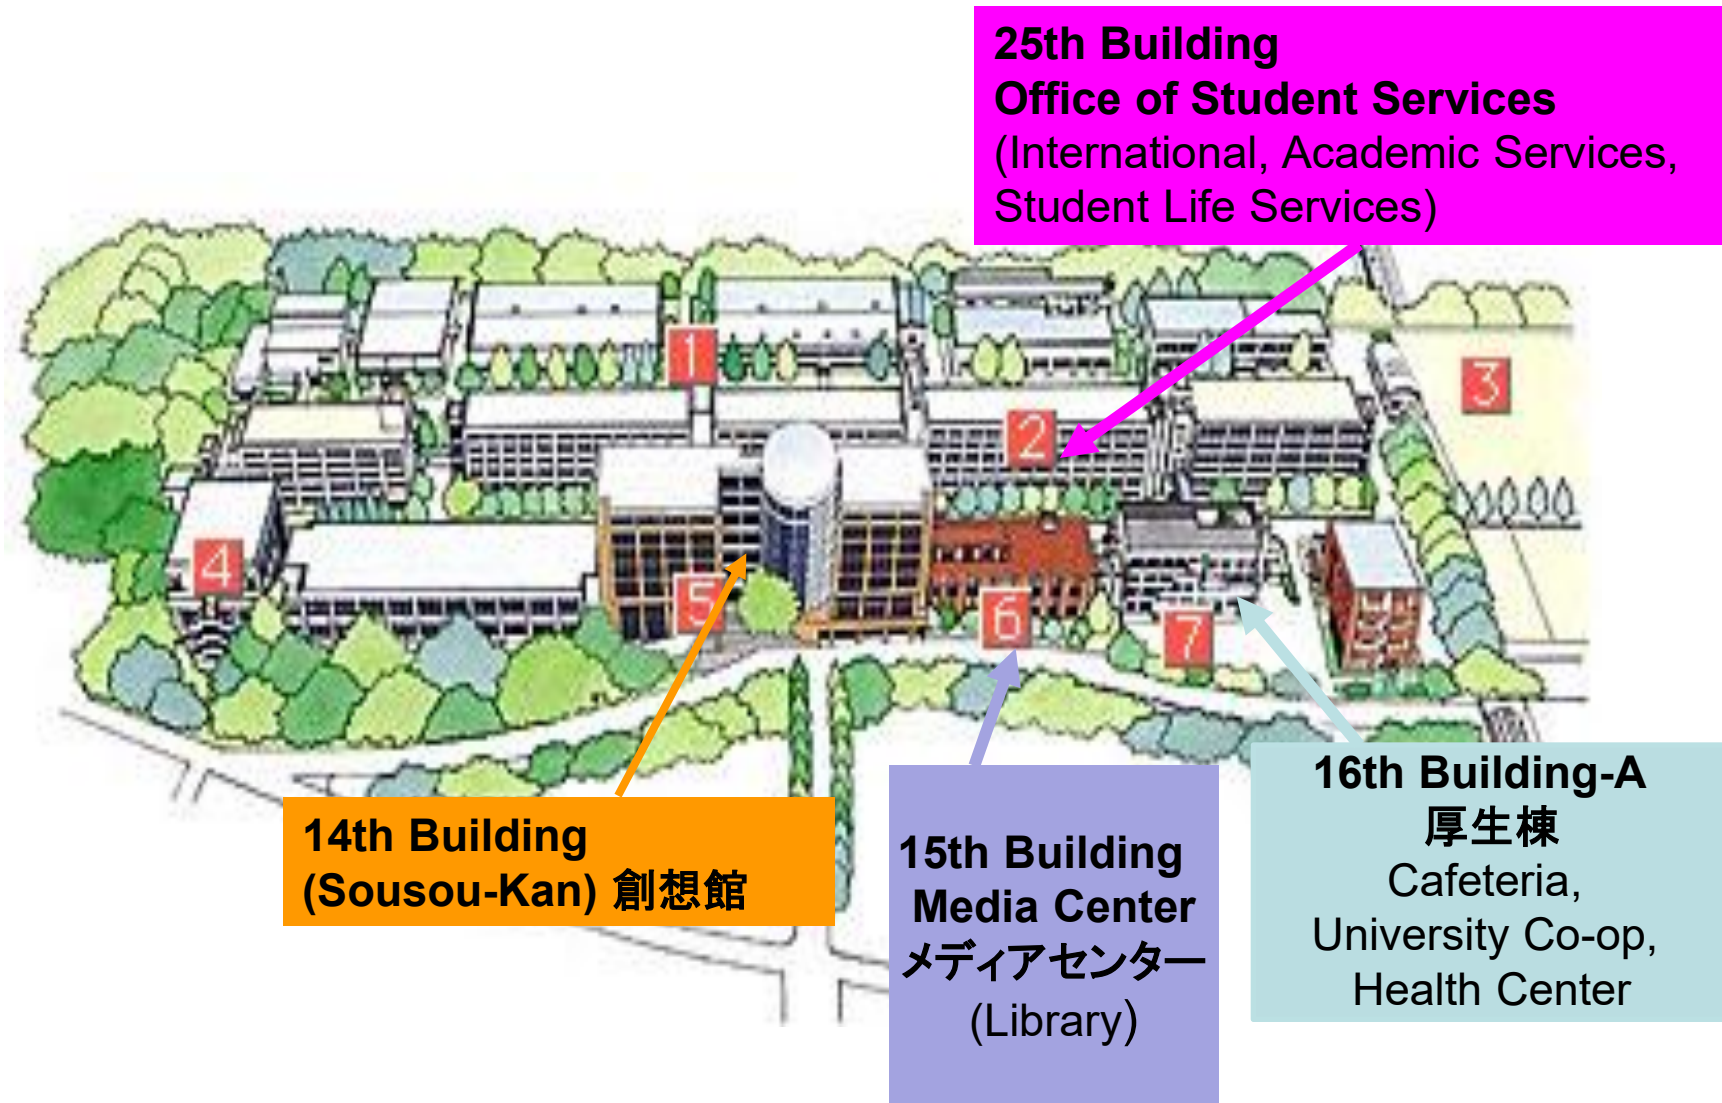 25th Building
Office of Student Services
(International, Academic Services,
Student Life Services)
1
2
3
4
5
6
7
14th Building
(Sousou-Kan) 創想館
15th Building
Media Center
メディアセンター
(Library)
16th Building-A
厚生棟
Cafeteria,
University Co-op,
Health Center